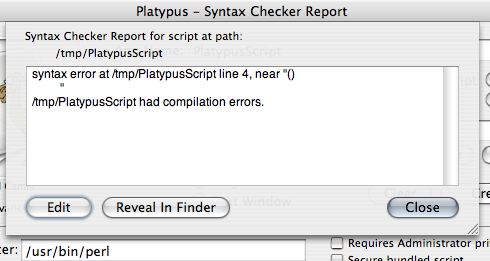 Platypus – Syntax Checker Report
Syntax Checker Report for script at path:
/tmp/PlatypusScript
syntax error at /tmp/PlatypusScript line 4, near "()
"
/tmp/PlatypusScript had compilation errors.
Edit
Reveal In Finder
Close
/usr/bin/perl
Requires Administrator pri
Secure bundled script